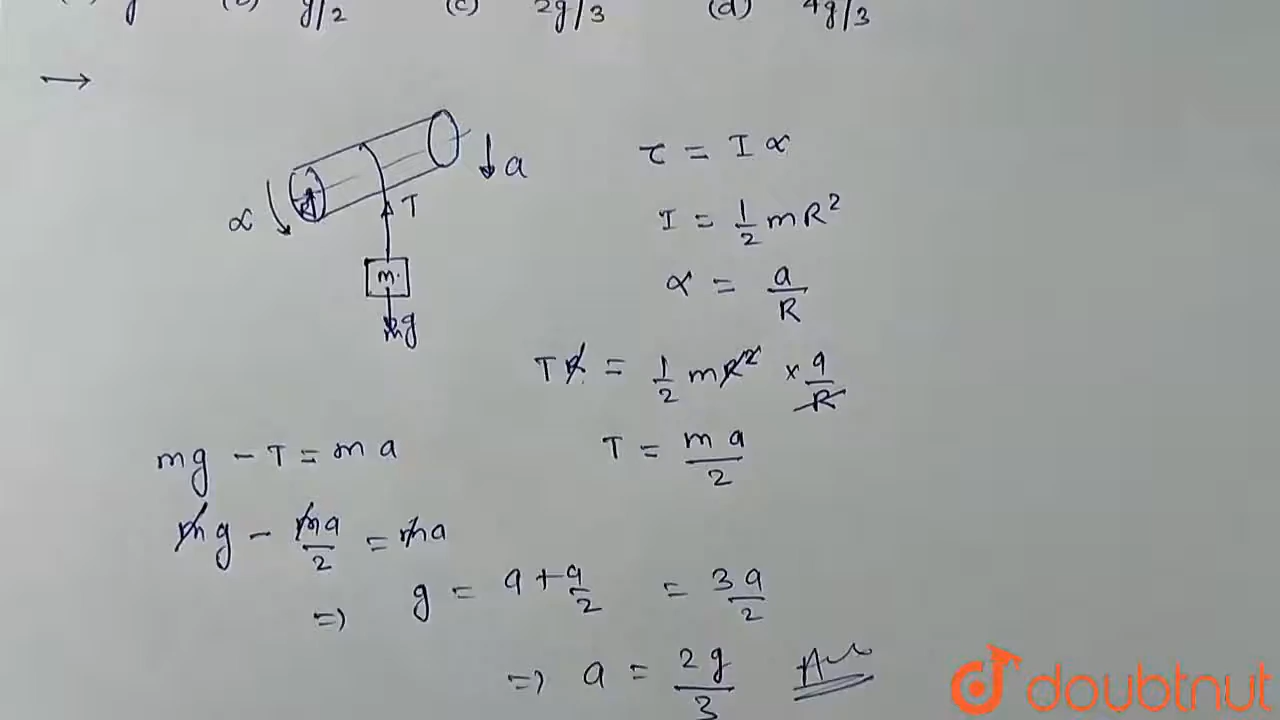 g/2 (c) 2g/3 (d) 4g/3
→
a
τ = I α
α R T
I = 1/2 mR²
m.
α = a/R
mg
TR = 1/2 mR² × a/R
mg - T = ma
T = ma/2
mg - ma/2 = ma
=> g = a + a/2 = 3a/2
=> a = 2g/3 Ans
doubtnut